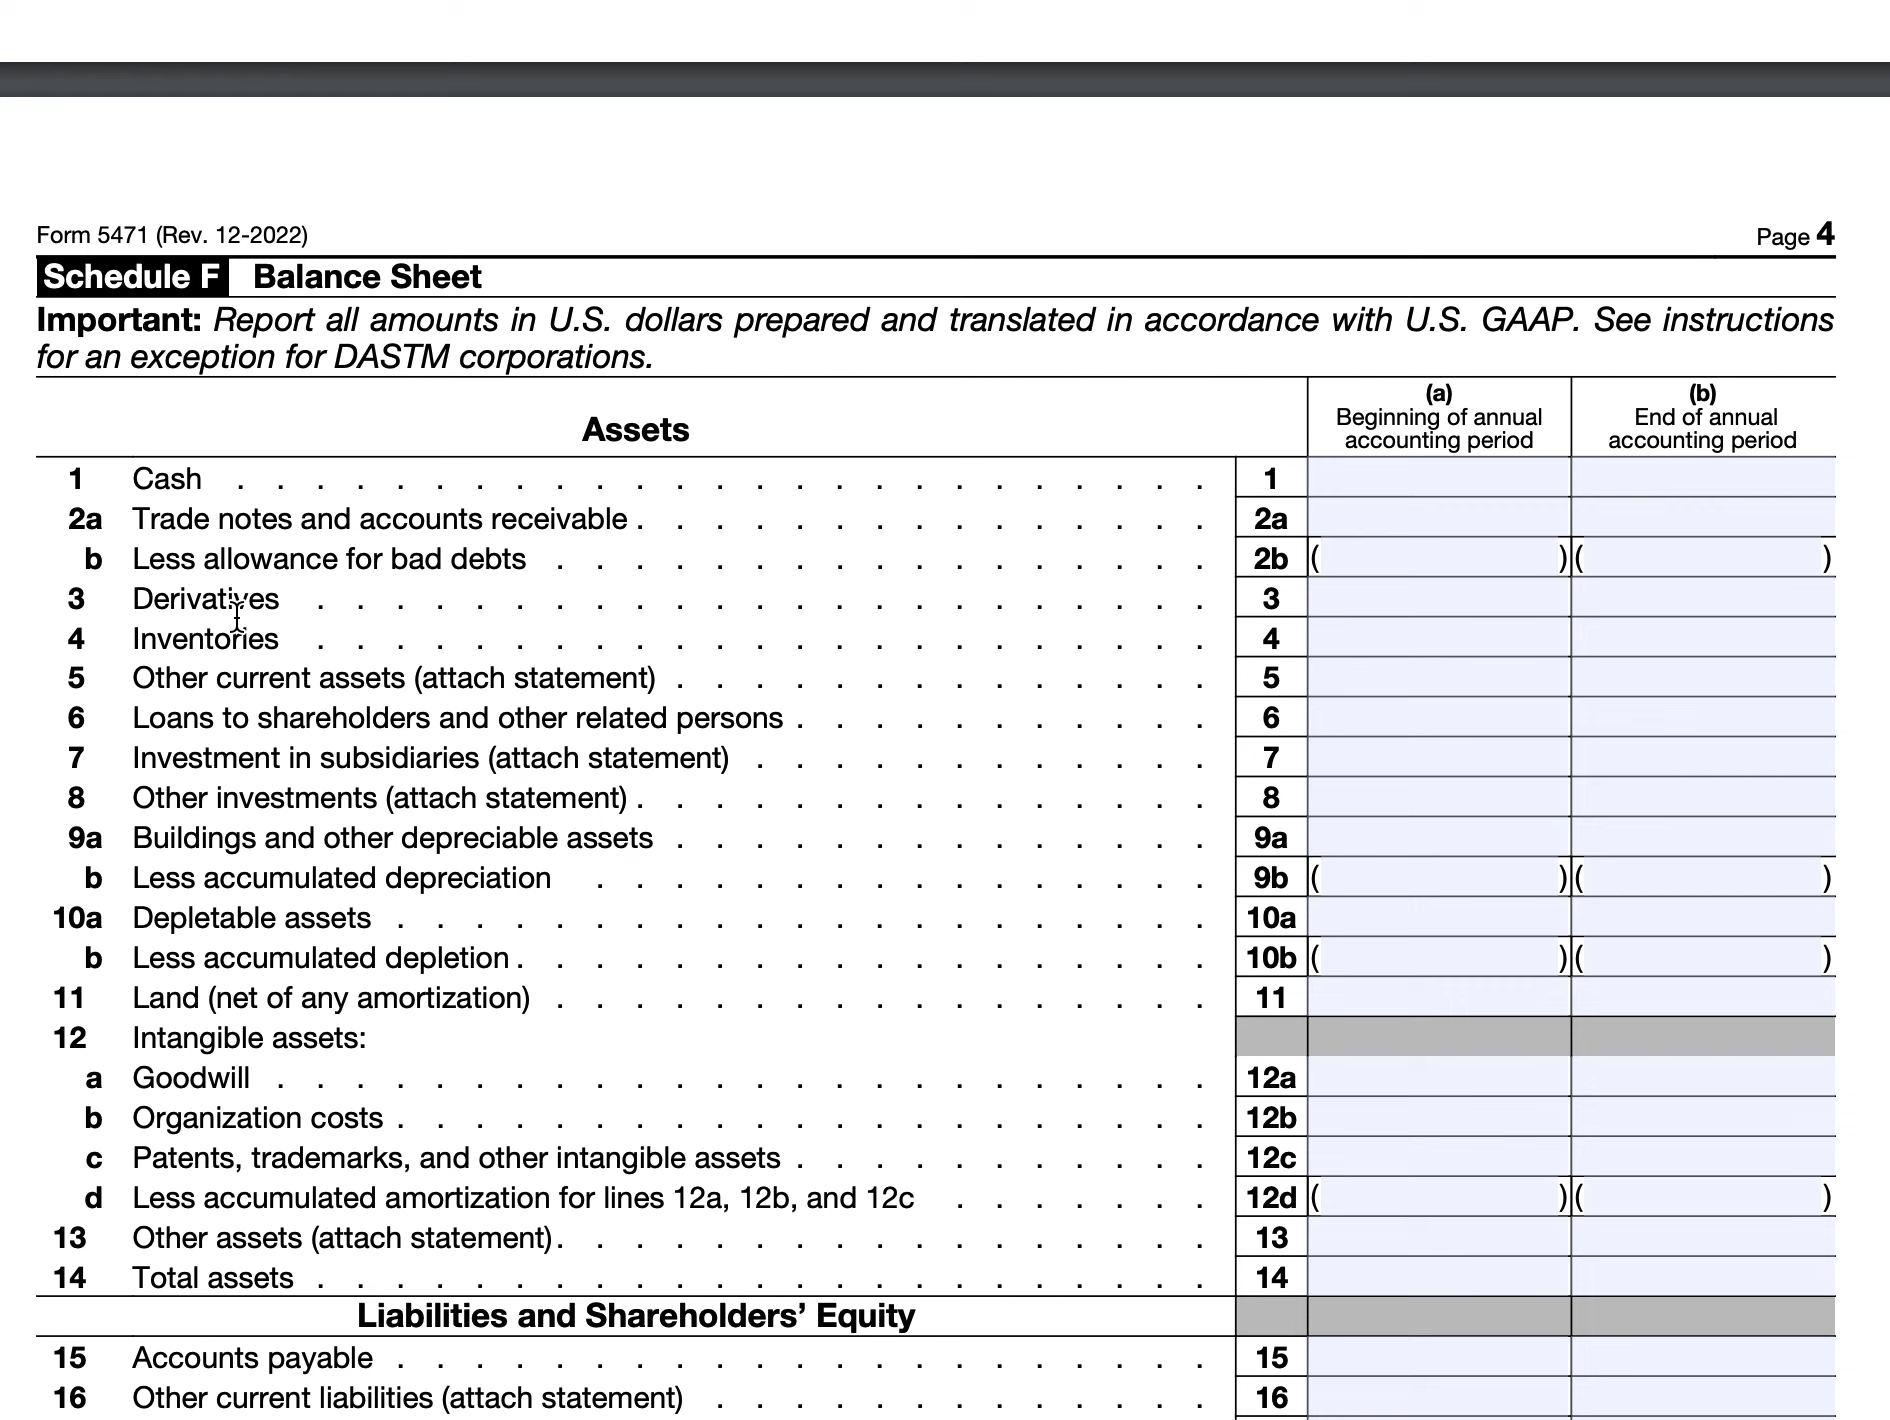 Form 5471 (Rev. 12-2022) Page 4
Schedule F Balance Sheet
Important: Report all amounts in U.S. dollars prepared and translated in accordance with U.S. GAAP. See instructions
for an exception for DASTM corporations.
Assets
(a)
Beginning of annual
accounting period
(b)
End of annual
accounting period
1 Cash . . . . . . . . . . . . . . . . . . . . . . . . . 1
2a Trade notes and accounts receivable . . . . . . . . . . . . . . . 2a
b Less allowance for bad debts . . . . . . . . . . . . . . . . . 2b ( ) ( )
3 Derivatives . . . . . . . . . . . . . . . . . . . . . . . 3
4 Inventories . . . . . . . . . . . . . . . . . . . . . . . 4
5 Other current assets (attach statement) . . . . . . . . . . . . . . 5
6 Loans to shareholders and other related persons . . . . . . . . . . . 6
7 Investment in subsidiaries (attach statement) . . . . . . . . . . . . 7
8 Other investments (attach statement) . . . . . . . . . . . . . . . 8
9a Buildings and other depreciable assets . . . . . . . . . . . . . . 9a
b Less accumulated depreciation . . . . . . . . . . . . . . . . 9b ( ) ( )
10a Depletable assets . . . . . . . . . . . . . . . . . . . . . 10a
b Less accumulated depletion . . . . . . . . . . . . . . . . . . 10b ( ) ( )
11 Land (net of any amortization) . . . . . . . . . . . . . . . . . 11
12 Intangible assets:
a Goodwill . . . . . . . . . . . . . . . . . . . . . . . . 12a
b Organization costs . . . . . . . . . . . . . . . . . . . . . 12b
c Patents, trademarks, and other intangible assets . . . . . . . . . . . 12c
d Less accumulated amortization for lines 12a, 12b, and 12c . . . . . . . 12d ( ) ( )
13 Other assets (attach statement) . . . . . . . . . . . . . . . . . 13
14 Total assets . . . . . . . . . . . . . . . . . . . . . . . 14
Liabilities and Shareholders’ Equity
15 Accounts payable . . . . . . . . . . . . . . . . . . . . . 15
16 Other current liabilities (attach statement) . . . . . . . . . . . . . 16